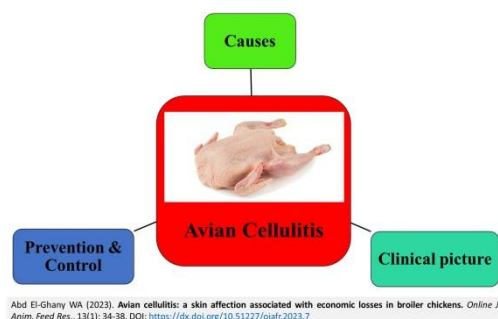 Causes
Avian Cellulitis
Prevention &
Control
Clinical picture
Abd El-Ghany WA (2023). Avian cellulitis: a skin affection associated with economic losses in broiler chickens. Online J.
Anim. Feed Res., 13(1): 34-38. DOI: https://dx.doi.org/10.51227/ojafr.2023.7